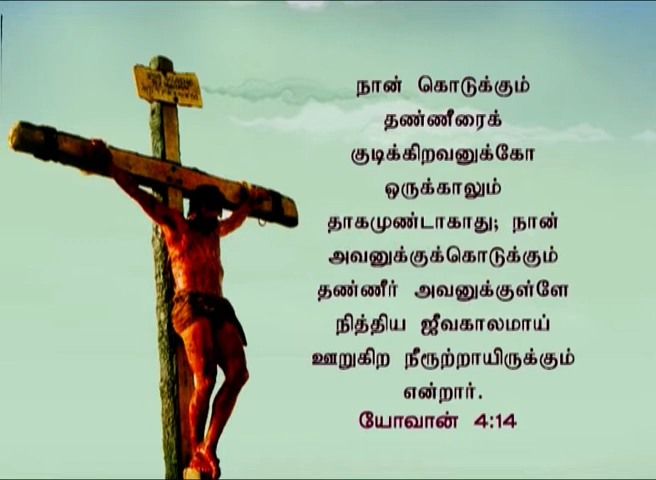 நான் கொடுக்கும்
தண்ணீரைக்
குடிக்கிறவனுக்கோ
ஒருக்காலும்
தாகமுண்டாகாது; நான்
அவனுக்குக்கொடுக்கும்
தண்ணீர் அவனுக்குள்ளே
நித்திய ஜீவகாலமாய்
ஊறுகிற நீரூற்றாயிருக்கும்
என்றார்.
யோவான் 4:14